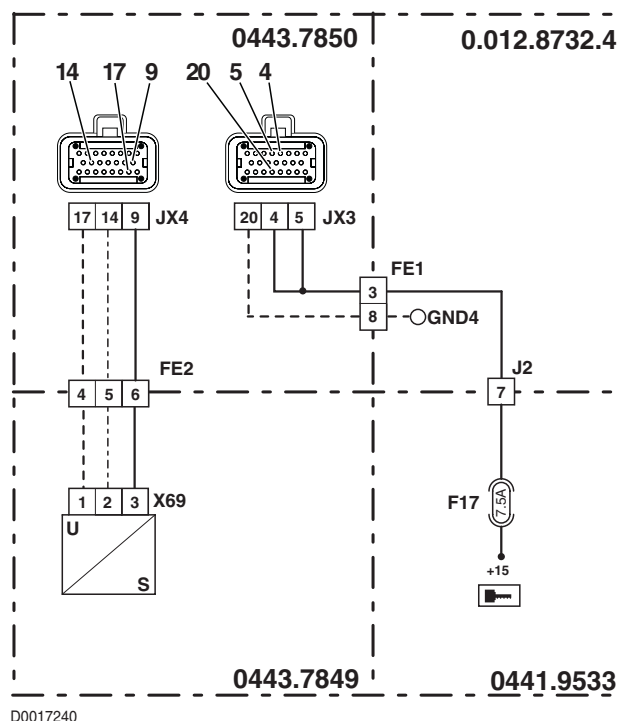 0443.7850
0.012.8732.4
14 17 9 20 5 4
17 14 9 JX4 20 4 5 JX3
FE1
3
8 GND4
FE2
J2
4 5 6
7
F17 7.5A
1 2 3 X69
U
S
+15
0443.7849
0441.9533
D0017240